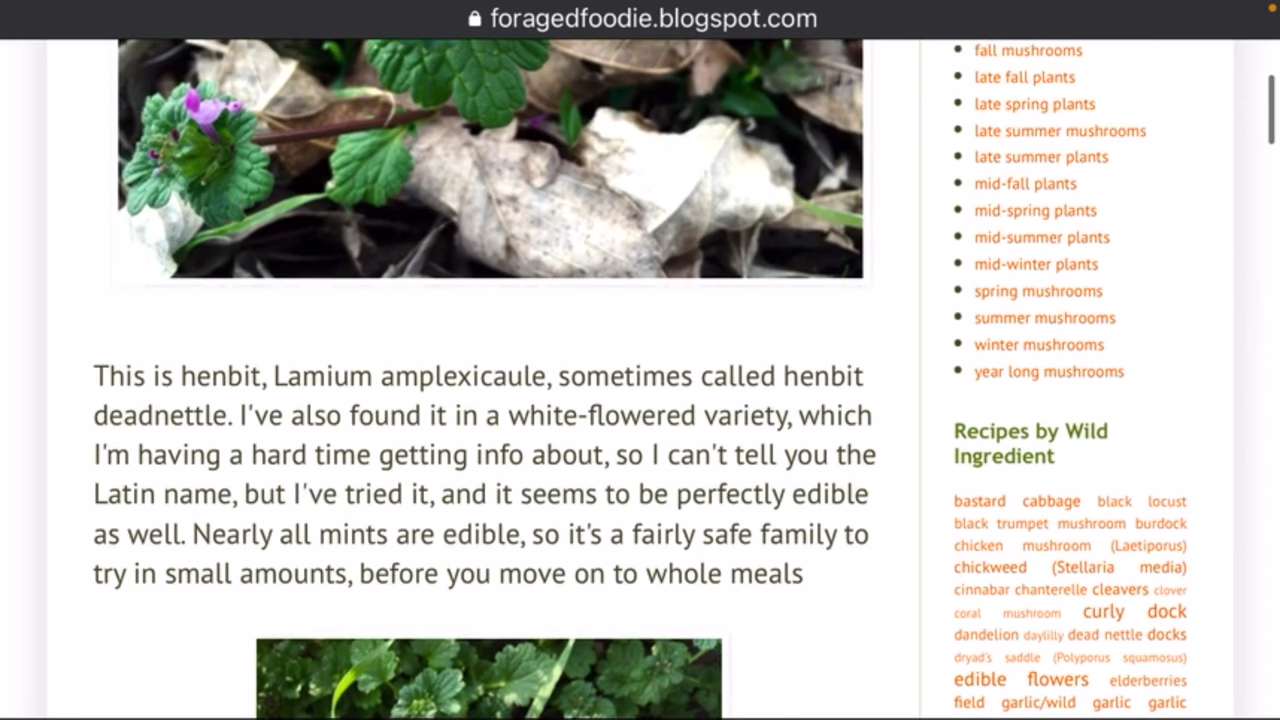 foragedfoodie.blogspot.com
This is henbit, Lamium amplexicaule, sometimes called henbit
deadnettle. I've also found it in a white-flowered variety, which
I'm having a hard time getting info about, so I can't tell you the
Latin name, but I've tried it, and it seems to be perfectly edible
as well. Nearly all mints are edible, so it's a fairly safe family to
try in small amounts, before you move on to whole meals
fall mushrooms
late fall plants
late spring plants
late summer mushrooms
late summer plants
mid-fall plants
mid-spring plants
mid-summer plants
mid-winter plants
spring mushrooms
summer mushrooms
winter mushrooms
year long mushrooms
Recipes by Wild
Ingredient
bastard cabbage black locust
black trumpet mushroom burdock
chicken mushroom (Laetiporus)
chickweed (Stellaria media)
cinnabar chanterelle cleavers clover
coral mushroom curly dock
dandelion daylilly dead nettle docks
dryad's saddle (Polyporus squamosus)
edible flowers elderberries
field garlic/wild garlic garlic